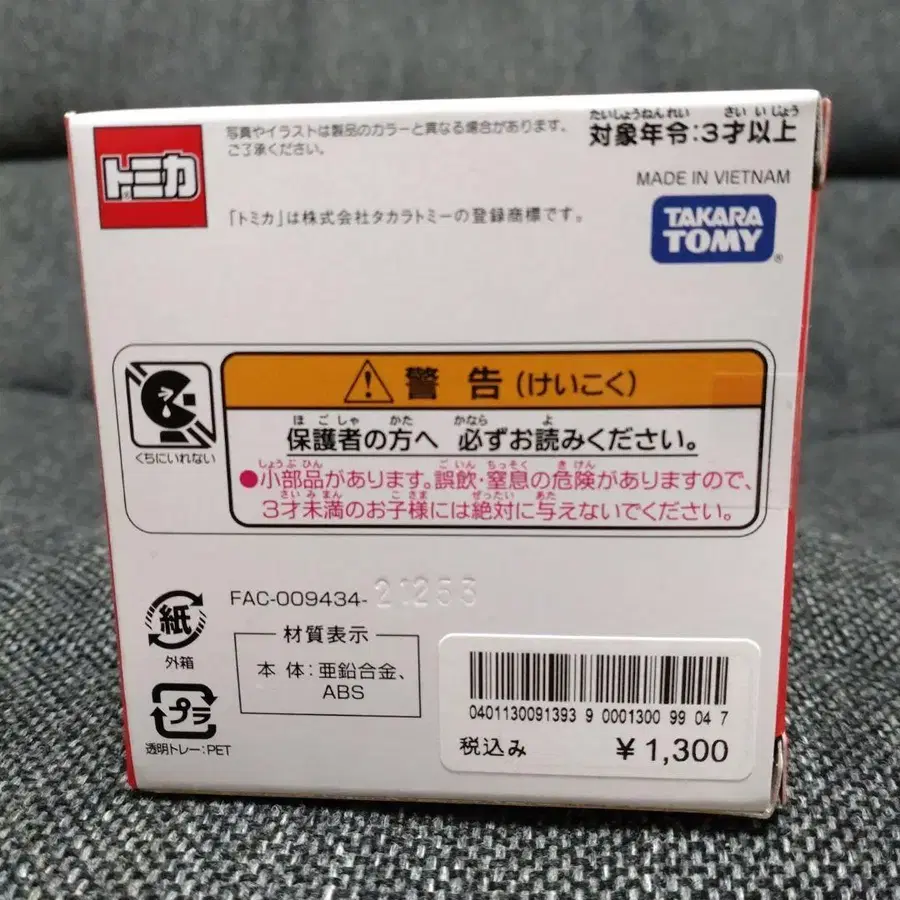 トミカ
写真やイラストは製品のカラーと異なる場合があります。
ご了承ください。
「トミカ」は株式会社タカラトミーの登録商標です。
たいしょうねんれい さいいじょう
対象年令:3才以上
MADE IN VIETNAM
TAKARA
TOMY
®
くちにいれない
警告(けいこく)
ほごしゃ かた かなら よ
保護者の方へ 必ずお読みください。
しょうぶひん ごいん ちっそく きけん
●小部品があります。誤飲・窒息の危険がありますので、
さいみまん こさま ぜったい あた
3才未満のお子様には絶対に与えないでください。
FAC-009434-21253
紙
外箱
プラ
透明トレー:PET
材質表示
本体:亜鉛合金、
ABS
0401130091393 9 0001300 99 04 7
税込み ¥1,300